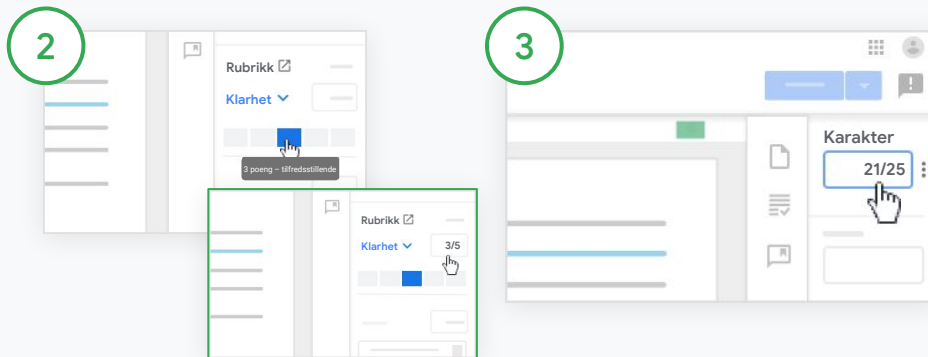 2
Rubrikk
Klarhet
3 poeng – tilfredsstillende
Rubrikk
Klarhet
3/5
3
Karakter
21/25